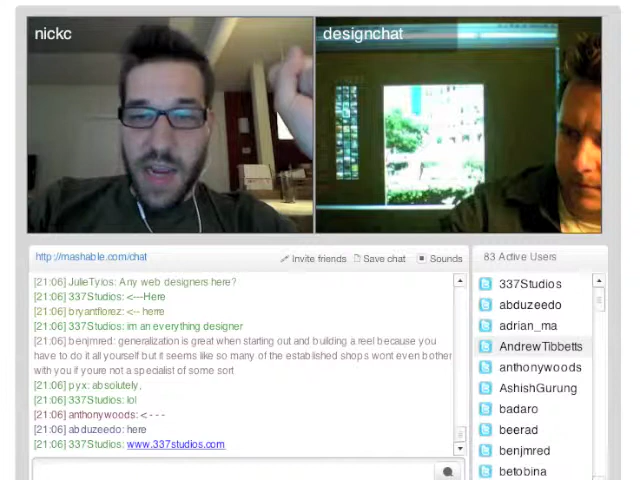 nickc
designchat
http://mashable.com/chat
Invite friends
Save chat
Sounds
83 Active Users
[21:06] JulieTyios: Any web designers here?
[21:06] 337Studios: <---Here
[21:06] bryantflorez: <-- herre
[21:06] 337Studios: im an everything designer
[21:06] benjmred: generalization is great when starting out and building a reel because you
have to do it all yourself but it seems like so many of the established shops wont even bother
with you if youre not a specialist of some sort
[21:06] pyx: absolutely,
[21:06] 337Studios: lol
[21:06] anthonywoods: < - - -
[21:06] abduzeedo: here
[21:06] 337Studios: www.337studios.com
337Studios
abduzeedo
adrian_ma
AndrewTibbetts
anthonywoods
AshishGurung
badaro
beerad
benjmred
betobina